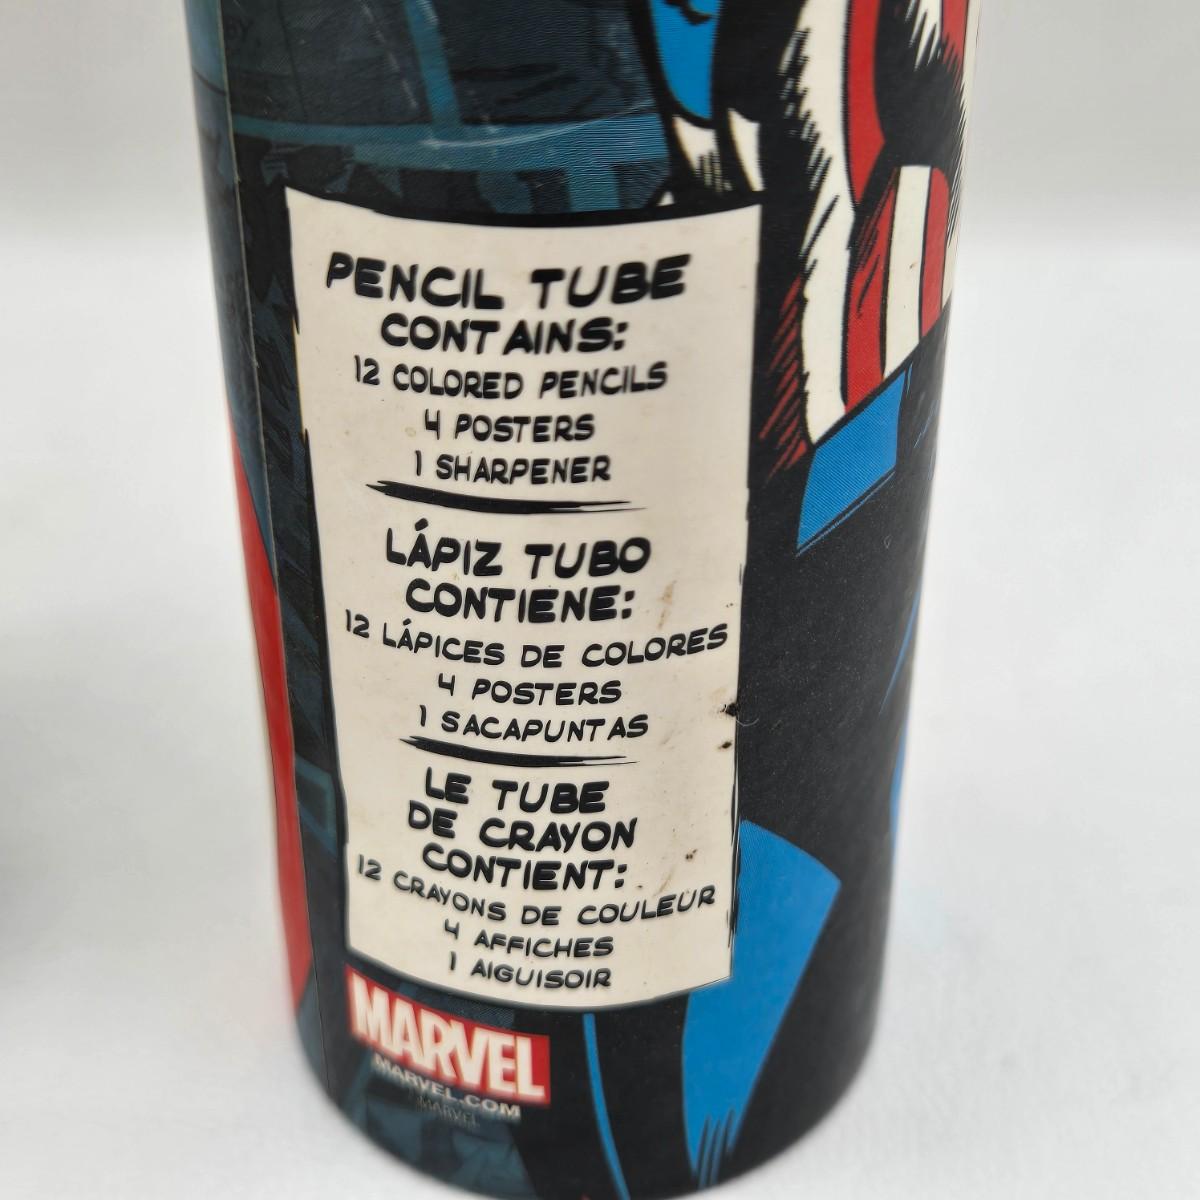 PENCIL TUBE
CONTAINS:
12 COLORED PENCILS
4 POSTERS
1 SHARPENER
LÁPIZ TUBO
CONTIENE:
12 LÁPICES DE COLORES
4 POSTERS
1 SACAPUNTAS
LE TUBE
DE CRAYON
CONTIENT:
12 CRAYONS DE COULEUR
4 AFFICHES
1 AIGUISOIR
MARVEL
MARVEL.COM
MARVEL